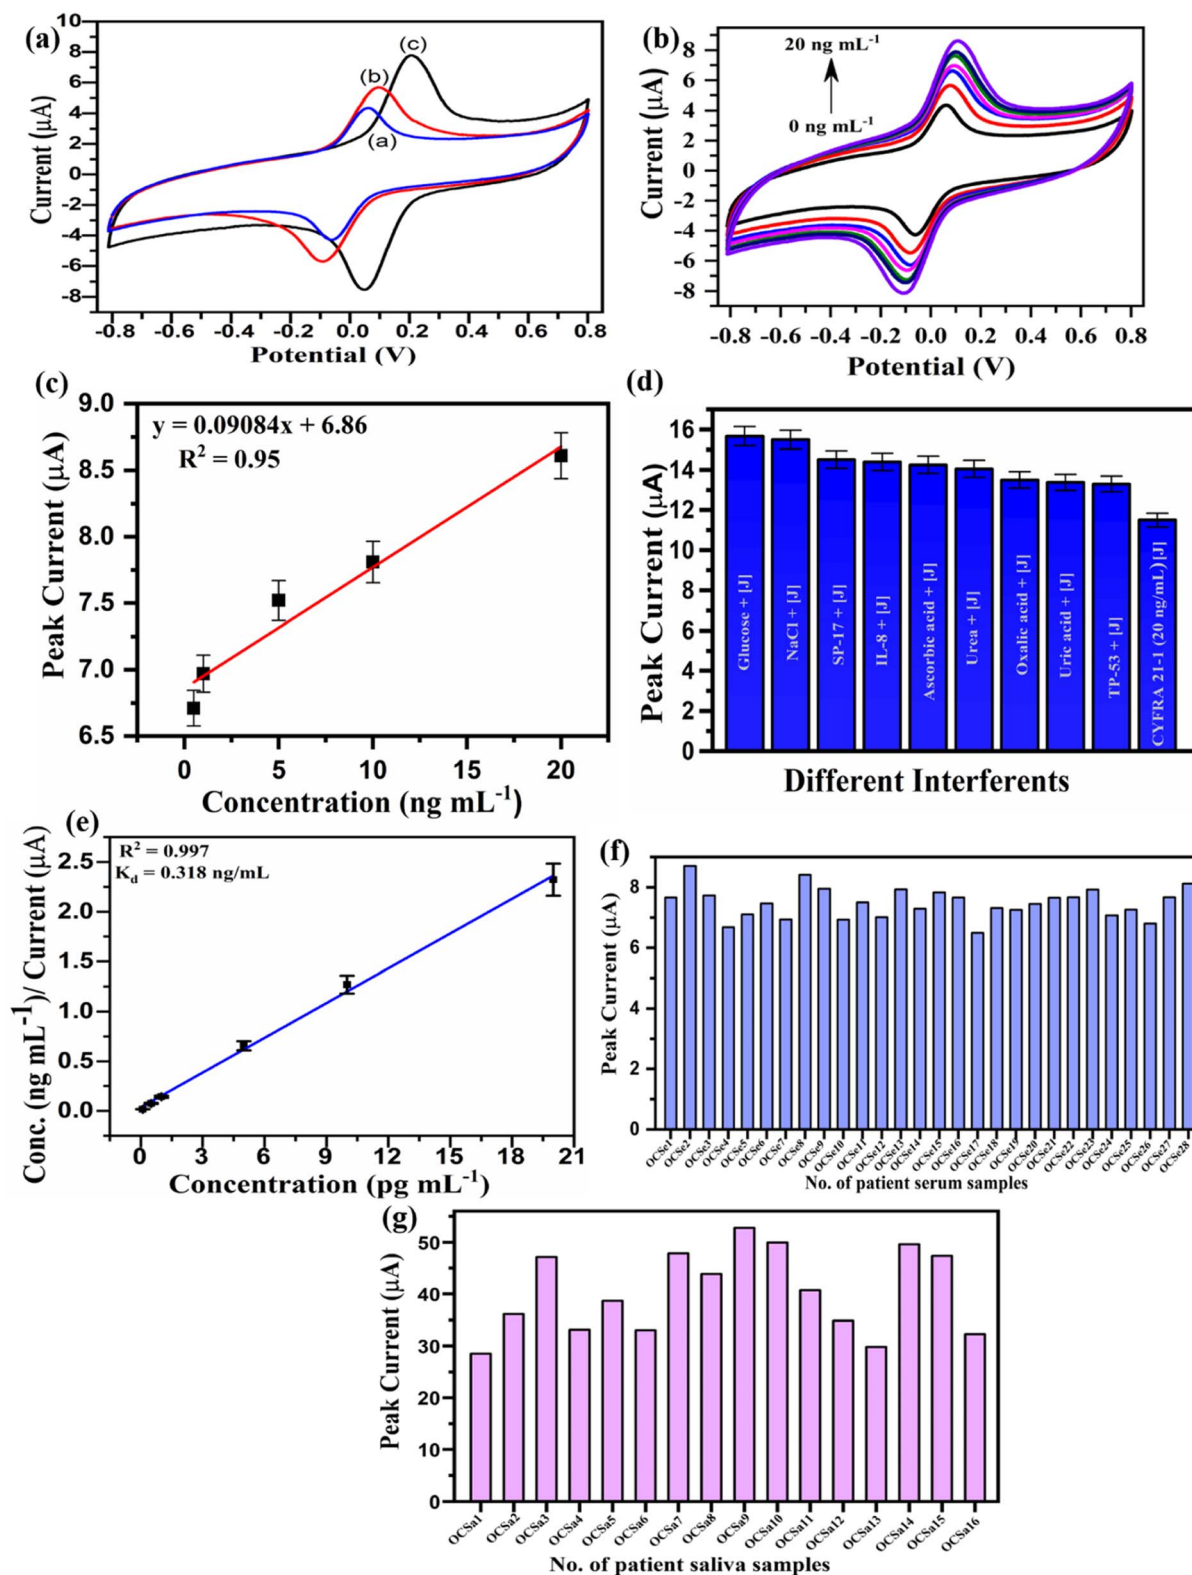 (a)
10
8
6
4
2
0
-2
-4
-6
-8
Current (μA)
(a)
(b)
(c)
-0.8 -0.6 -0.4 -0.2 0.0 0.2 0.4 0.6 0.8
Potential (V)
(b)
8
6
4
2
0
-2
-4
-6
-8
Current (μA)
20 ng mL-1
0 ng mL-1
-0.8 -0.6 -0.4 -0.2 0.0 0.2 0.4 0.6 0.8
Potential (V)
(c)
9.0
8.5
8.0
7.5
7.0
6.5
Peak Current (μA)
y = 0.09084x + 6.86
R2 = 0.95
0 5 10 15 20
Concentration (ng mL-1)
(d)
16
14
12
10
8
6
4
2
0
Peak Current (μA)
Glucose + [J]
NaCl + [J]
SP-17 + [J]
IL-8 + [J]
Ascorbic acid + [J]
Urea + [J]
Oxalic acid + [J]
Uric acid + [J]
TP-53 + [J]
CYFRA 21-1 (20 ng/mL) [J]
Different Interferents
(e)
2.5
2.0
1.5
1.0
0.5
0.0
Conc. (ng mL-1)/ Current (μA)
R2 = 0.997
Kd = 0.318 ng/mL
0 3 6 9 12 15 18 21
Concentration (pg mL-1)
(f)
8
6
4
2
0
Peak Current (μA)
OCSe1
OCSe2
OCSe3
OCSe4
OCSe5
OCSe6
OCSe7
OCSe8
OCSe9
OCSe10
OCSe11
OCSe12
OCSe13
OCSe14
OCSe15
OCSe16
OCSe17
OCSe18
OCSe19
OCSe20
OCSe21
OCSe22
OCSe23
OCSe24
OCSe25
OCSe26
OCSe27
OCSe28
No. of patient serum samples
(g)
50
40
30
20
10
0
Peak Current (μA)
OCSa1
OCSa2
OCSa3
OCSa4
OCSa5
OCSa6
OCSa7
OCSa8
OCSa9
OCSa10
OCSa11
OCSa12
OCSa13
OCSa14
OCSa15
OCSa16
No. of patient saliva samples